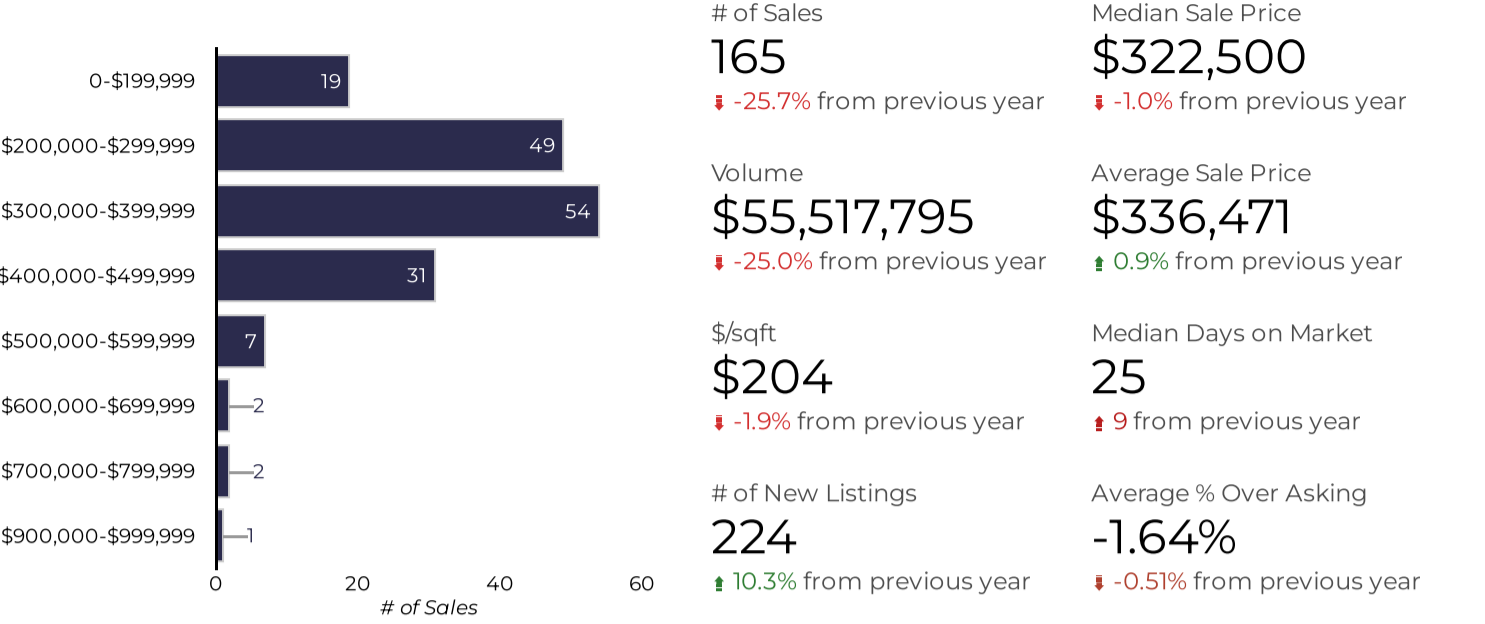 0-$199,999
19
$200,000-$299,999
49
$300,000-$399,999
54
$400,000-$499,999
31
$500,000-$599,999
7
$600,000-$699,999
2
$700,000-$799,999
2
$900,000-$999,999
1
0 20 40 60
# of Sales
# of Sales
165
-25.7% from previous year
Median Sale Price
$322,500
-1.0% from previous year
Volume
$55,517,795
-25.0% from previous year
Average Sale Price
$336,471
0.9% from previous year
$/sqft
$204
-1.9% from previous year
Median Days on Market
25
9 from previous year
# of New Listings
224
10.3% from previous year
Average % Over Asking
-1.64%
-0.51% from previous year